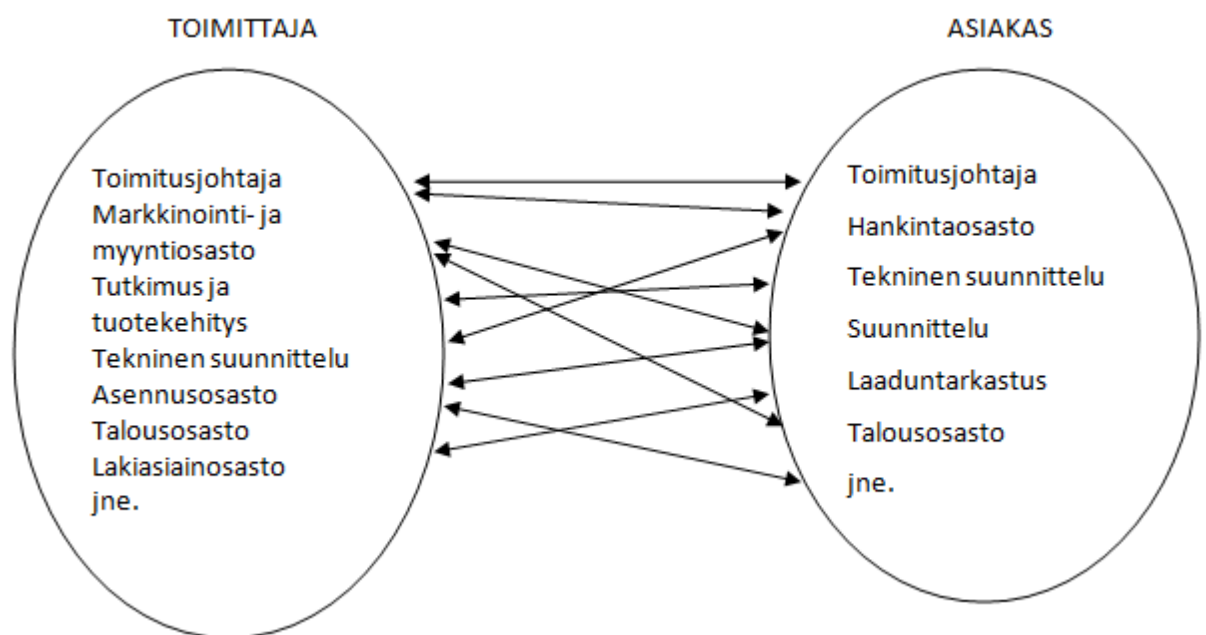 TOIMITTAJA
Toimitusjohtaja
Markkinointi- ja
myyntiosasto
Tutkimus ja
tuotekehitys
Tekninen suunnittelu
Asennusosasto
Talousosasto
Lakiasiainosasto
jne.
ASIAKAS
Toimitusjohtaja
Hankintaosasto
Tekninen suunnittelu
Suunnittelu
Laaduntarkastus
Talousosasto
jne.